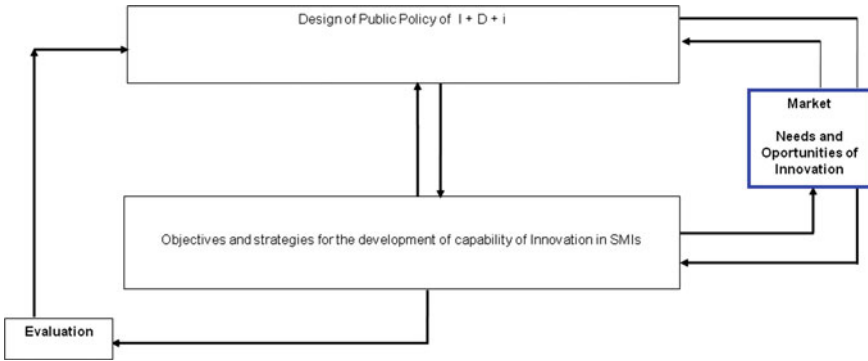 Design of Public Policy of I + D + i
Market
Needs and
Oportunities of
Innovation
Objectives and strategies for the development of capability of Innovation in SMIs
Evaluation